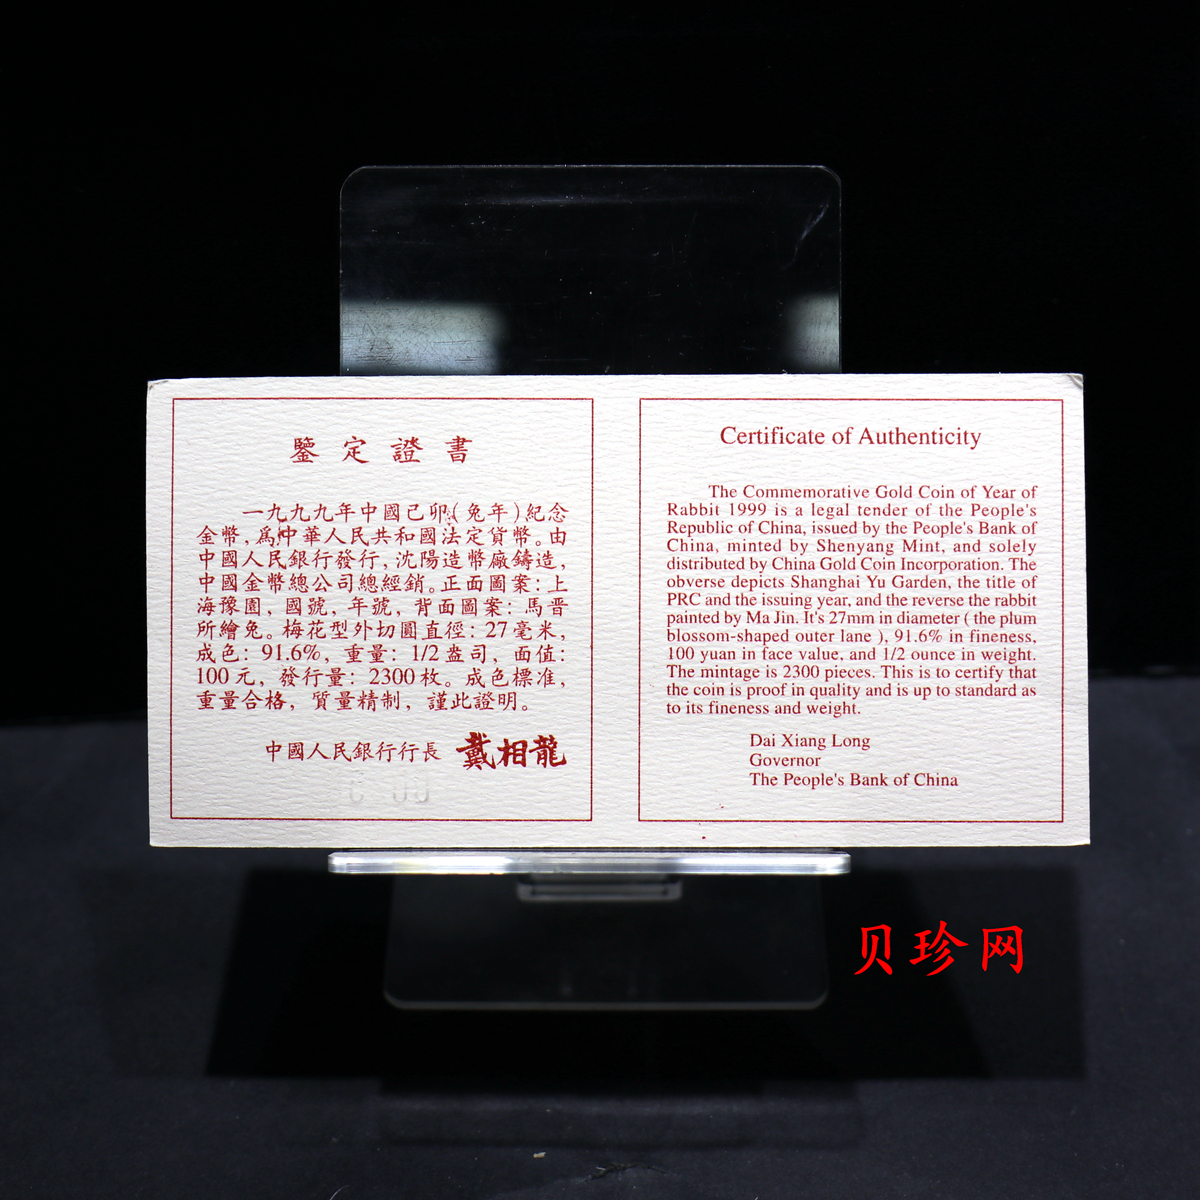 鑒定證書
一九九九年中國己卯(兔年)紀念
金幣,爲中華人民共和國法定貨幣。由
中國人民銀行發行,沈陽造幣廠鑄造,
中國金幣總公司總經銷。正面圖案:上
海豫園,國號,年號,背面圖案:馬晋
所繪兔。梅花型外切圓直徑:27毫米,
成色:91.6%,重量:1/2盎司,面值:
100元,發行量:2300枚。成色標准,
重量合格,質量精制,謹此證明。
中國人民銀行行長 戴相龍
Certificate of Authenticity
The Commemorative Gold Coin of Year of
Rabbit 1999 is a legal tender of the People's
Republic of China, issued by the People's Bank of
China, minted by Shenyang Mint, and solely
distributed by China Gold Coin Incorporation. The
obverse depicts Shanghai Yu Garden, the title of
PRC and the issuing year, and the reverse the rabbit
painted by Ma Jin. It's 27mm in diameter ( the plum
blossom-shaped outer lane ), 91.6% in fineness,
100 yuan in face value, and 1/2 ounce in weight.
The mintage is 2300 pieces. This is to certify that
the coin is proof in quality and is up to standard as
to its fineness and weight.
Dai Xiang Long
Governor
The People's Bank of China
贝珍网